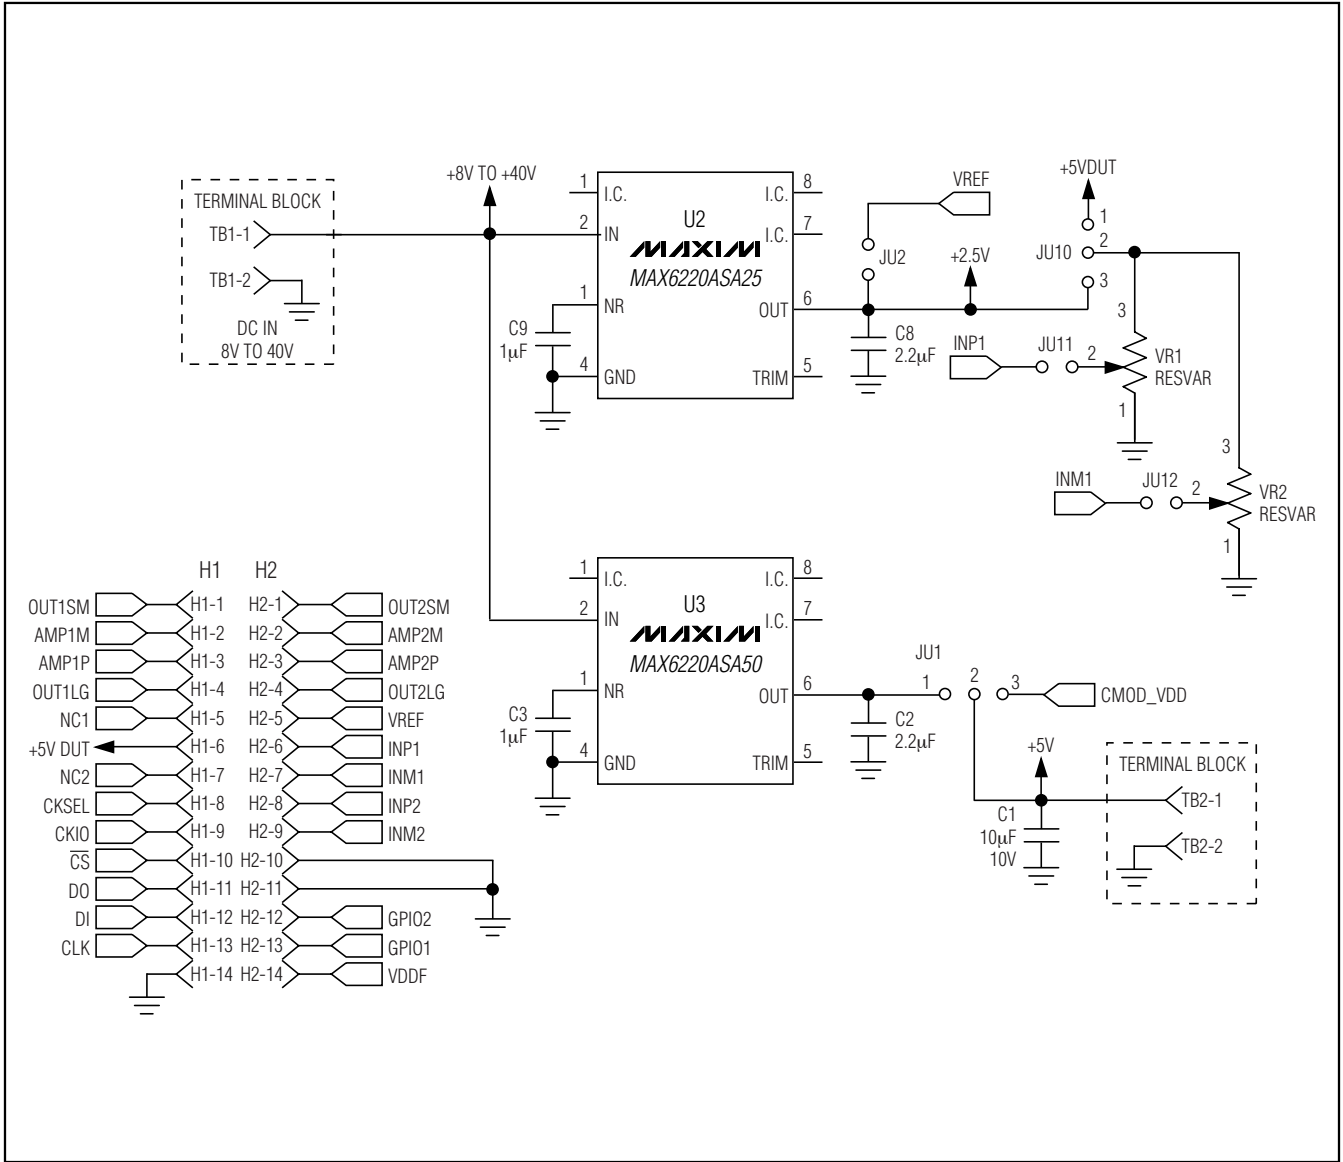 TERMINAL BLOCK
TB1-1
TB1-2
DC IN
8V TO 40V
+8V TO +40V
1
I.C.
2
IN
1
NR
4
GND
U2
MAXIM
MAX6220ASA25
8
I.C.
7
I.C.
6
OUT
5
TRIM
C9
1µF
VREF
JU2
+2.5V
C8
2.2µF
+5VDUT
JU10
1
2
3
INP1
JU11
2
3
VR1
RESVAR
1
INM1
JU12
2
3
VR2
RESVAR
1
1
I.C.
2
IN
1
NR
4
GND
U3
MAXIM
MAX6220ASA50
8
I.C.
7
I.C.
6
OUT
5
TRIM
C3
1µF
C2
2.2µF
JU1
1
2
3
CMOD_VDD
+5V
C1
10µF
10V
TERMINAL BLOCK
TB2-1
TB2-2
H1 H2
OUT1SM H1-1 H2-1 OUT2SM
AMP1M H1-2 H2-2 AMP2M
AMP1P H1-3 H2-3 AMP2P
OUT1LG H1-4 H2-4 OUT2LG
NC1 H1-5 H2-5 VREF
+5V DUT H1-6 H2-6 INP1
NC2 H1-7 H2-7 INM1
CKSEL H1-8 H2-8 INP2
CKIO H1-9 H2-9 INM2
CS H1-10 H2-10
DO H1-11 H2-11
DI H1-12 H2-12 GPIO2
CLK H1-13 H2-13 GPIO1
H1-14 H2-14 VDDF